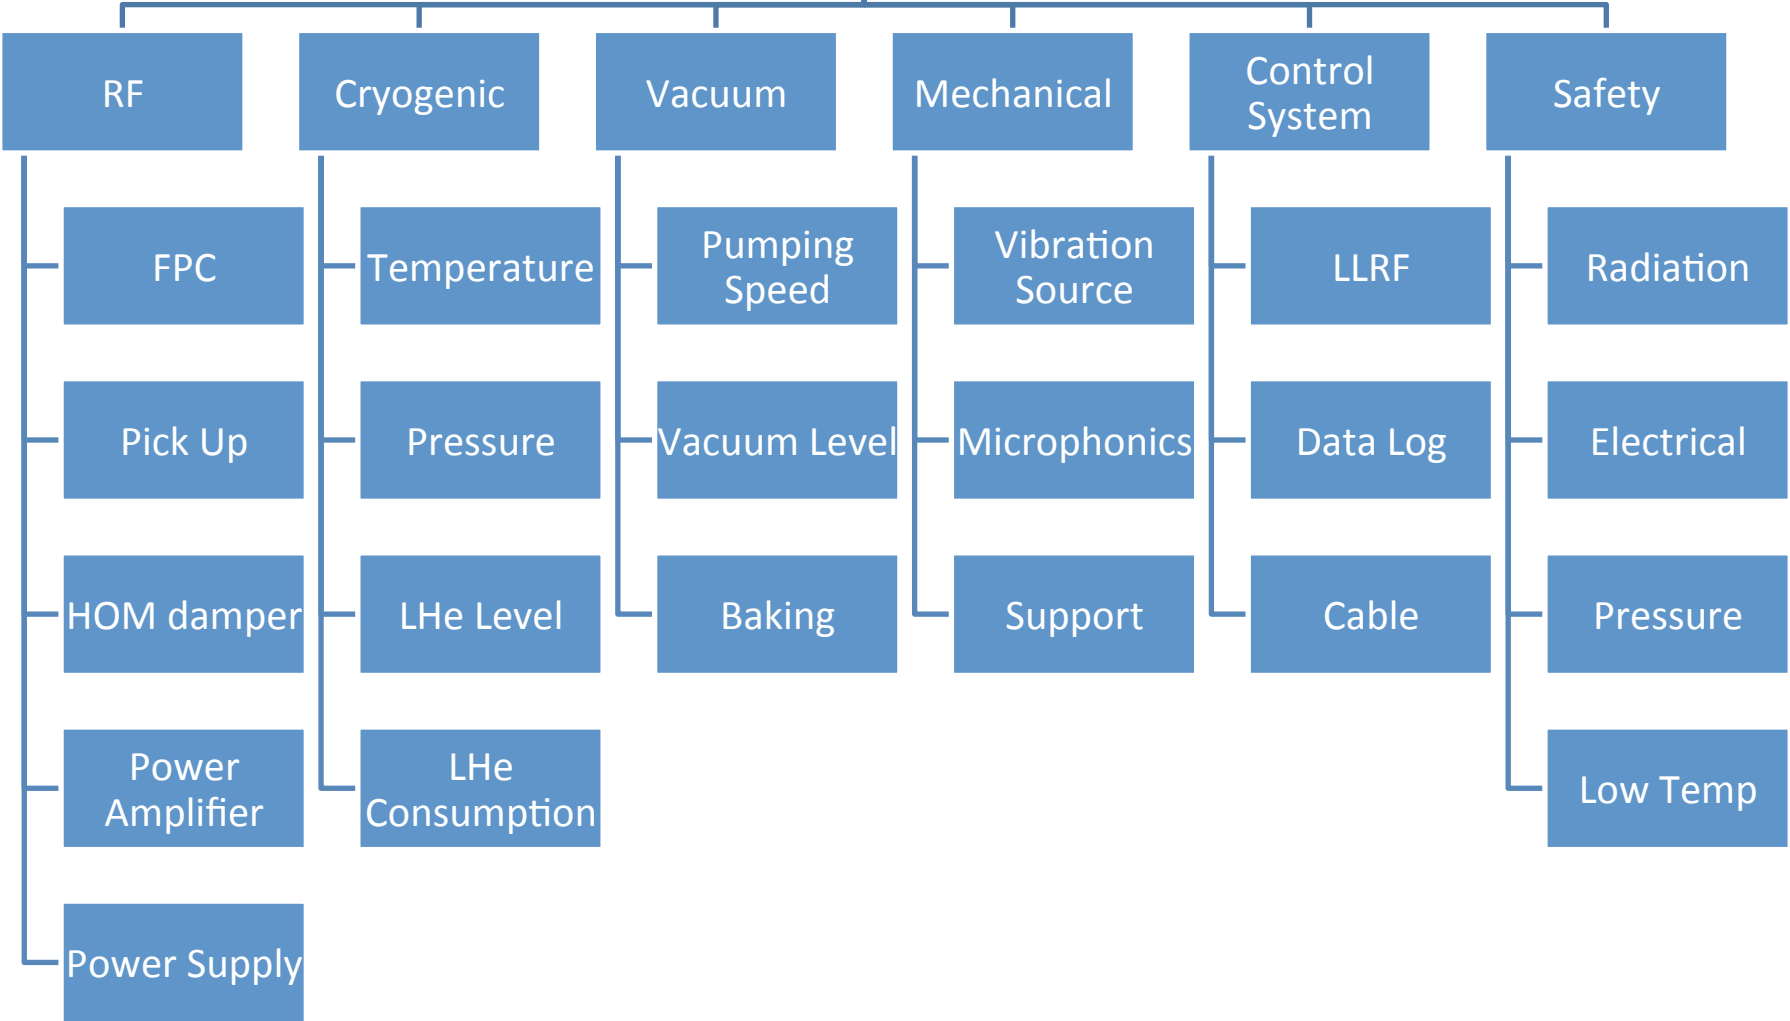 RF
Cryogenic
Vacuum
Mechanical
Control
System
Safety
FPC
Temperature
Pumping
Speed
Vibration
Source
LLRF
Radiation
Pick Up
Pressure
Vacuum Level
Microphonics
Data Log
Electrical
HOM damper
LHe Level
Baking
Support
Cable
Pressure
Power
Amplifier
LHe
Consumption
Low Temp
Power Supply